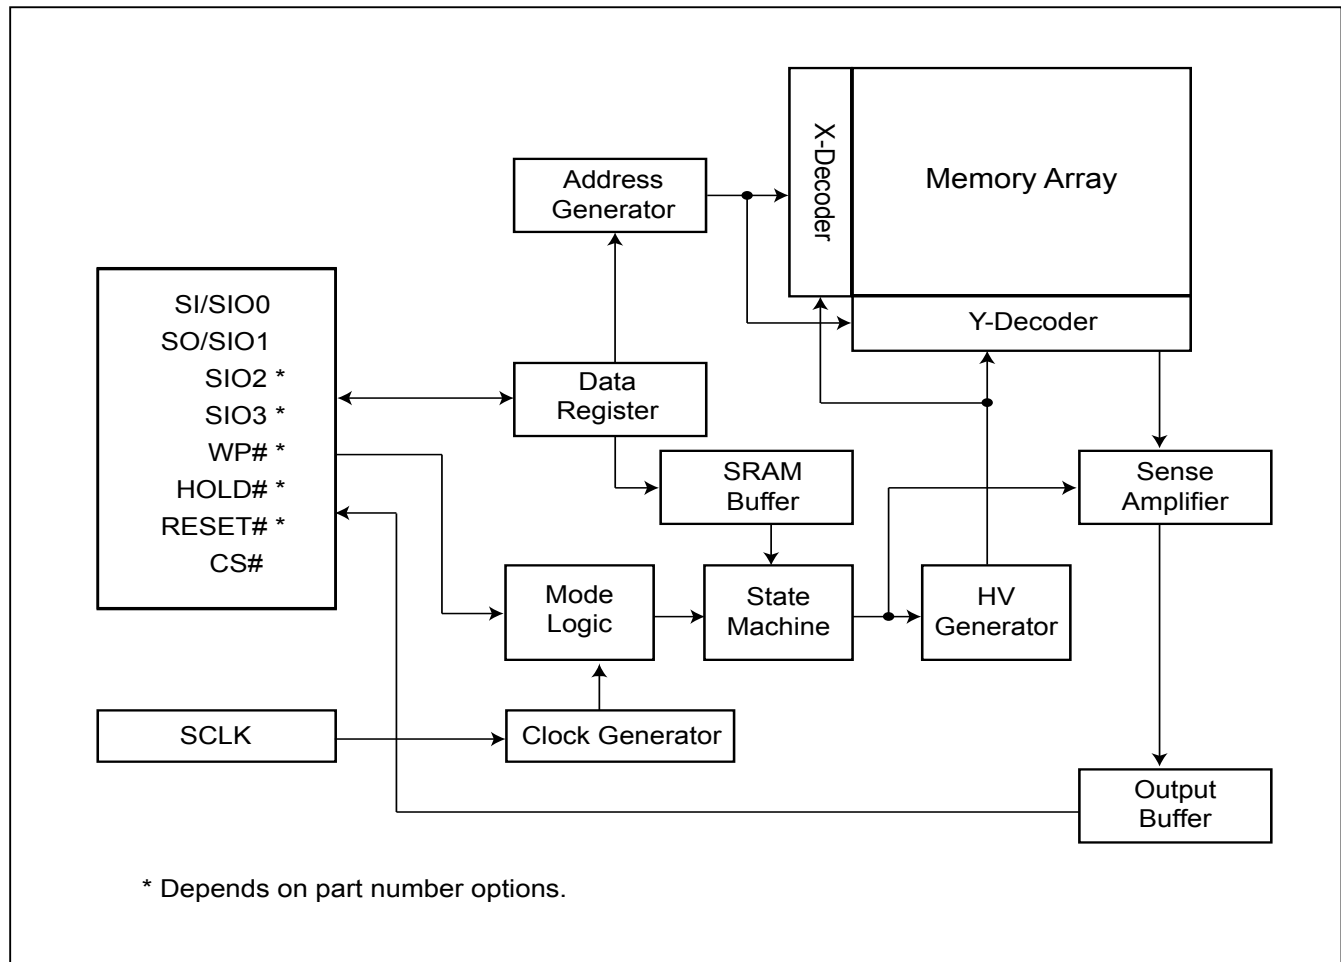 X-Decoder
Memory Array
Address
Generator
Y-Decoder
SI/SIO0
SO/SIO1
SIO2 *
SIO3 *
WP# *
HOLD# *
RESET# *
CS#
Data
Register
SRAM
Buffer
Sense
Amplifier
Mode
Logic
State
Machine
HV
Generator
SCLK
Clock Generator
Output
Buffer
* Depends on part number options.